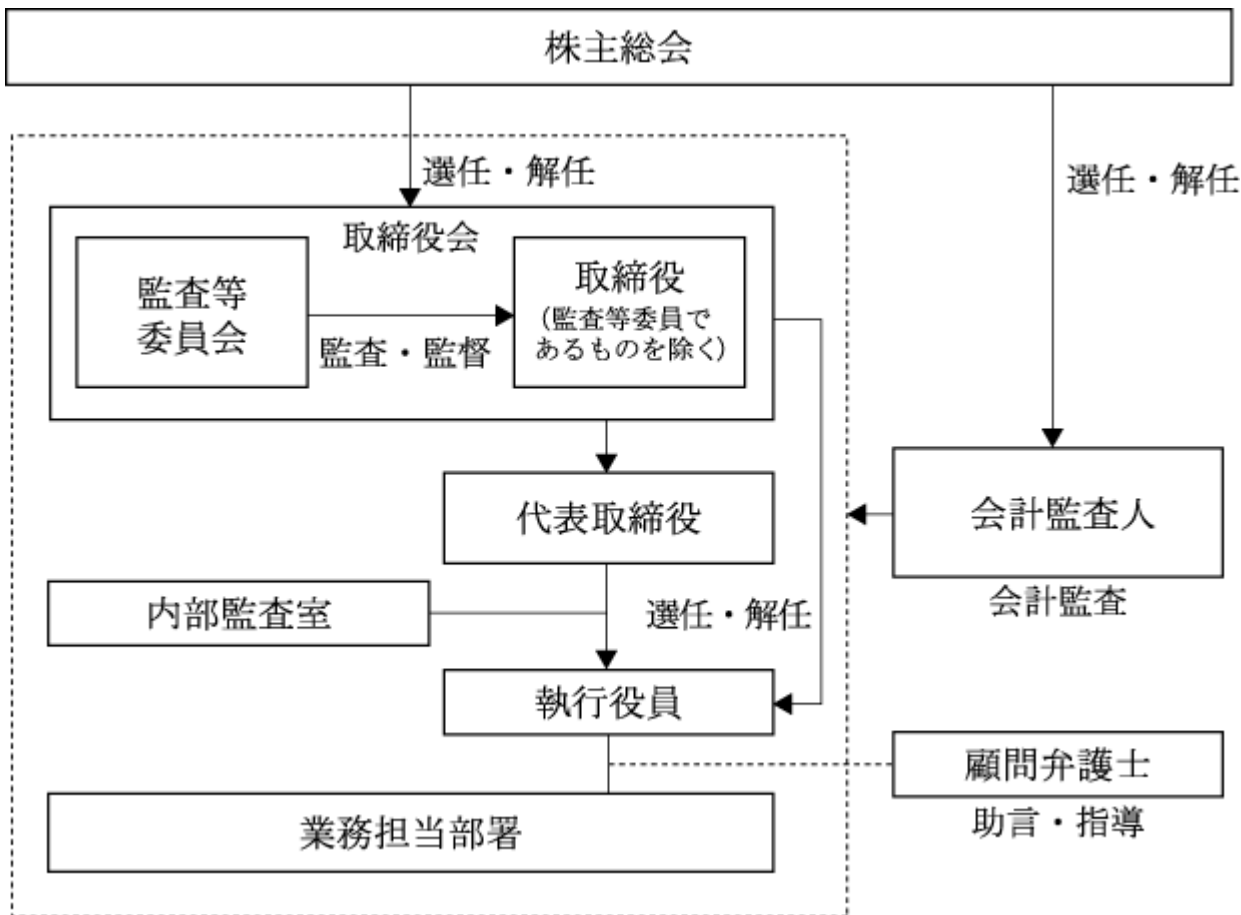 株主総会
選任・解任
選任・解任
取締役会
監査等
委員会
監査・監督
取締役
（監査等委員で
あるものを除く）
代表取締役
会計監査人
会計監査
内部監査室
選任・解任
執行役員
顧問弁護士
助言・指導
業務担当部署